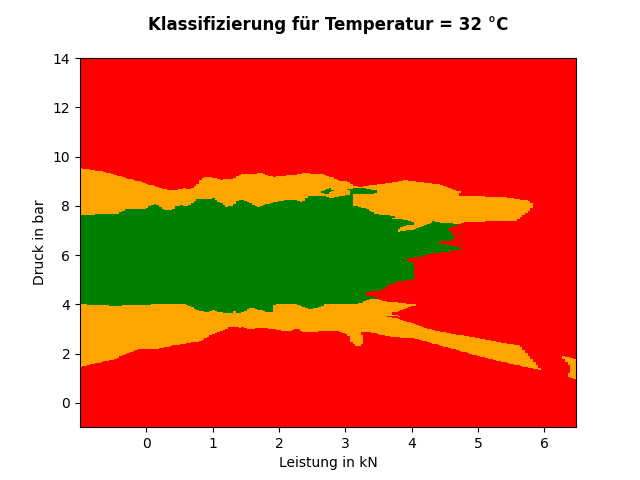 Klassifizierung für Temperatur = 32 °C
14
12
10
8
6
4
2
0
Druck in bar
0 1 2 3 4 5 6
Leistung in kN